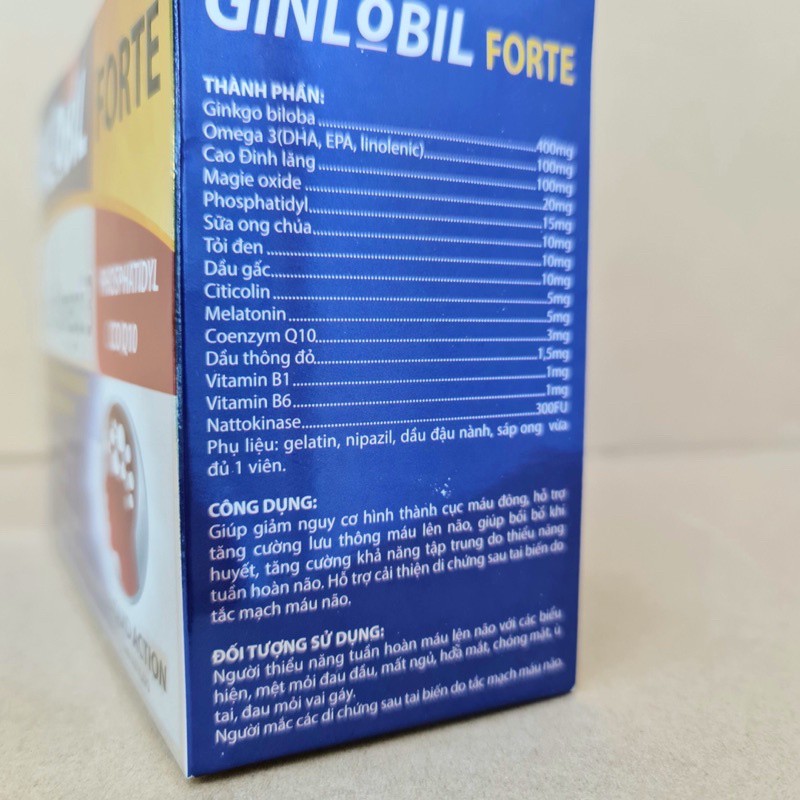 GINLOBIL FORTE
THÀNH PHẦN:
Ginkgo biloba.......400mg
Omega 3(DHA, EPA, linolenic).......100mg
Cao Đinh lăng.......100mg
Magie oxide.......20mg
Phosphatidyl.......15mg
Sữa ong chúa.......10mg
Tỏi đen.......10mg
Dầu gấc.......10mg
Citicolin.......5mg
Melatonin.......5mg
Coenzym Q10.......3mg
Dầu thông đỏ.......1,5mg
Vitamin B1.......1mg
Vitamin B6.......1mg
Nattokinase.......300FU
Phụ liệu: gelatin, nipazil, dầu đậu nành, sáp ong vừa
đủ 1 viên.
CÔNG DỤNG:
Giúp giảm nguy cơ hình thành cục máu đông, hỗ trợ
tăng cường lưu thông máu lên não, giúp bồi bổ khí
huyết, tăng cường khả năng tập trung do thiểu năng
tuần hoàn não. Hỗ trợ cải thiện di chứng sau tai biến do
tắc mạch máu não.
ĐỐI TƯỢNG SỬ DỤNG:
Người thiểu năng tuần hoàn máu lên não với các biểu
hiện, mệt mỏi đau đầu, mất ngủ, hoa mắt, chóng mặt, ù
tai, đau mỏi vai gáy.
Người mắc các di chứng sau tai biến do tắc mạch máu não.
FORTE
PHOSPHATIDYL
Q10
ACTION